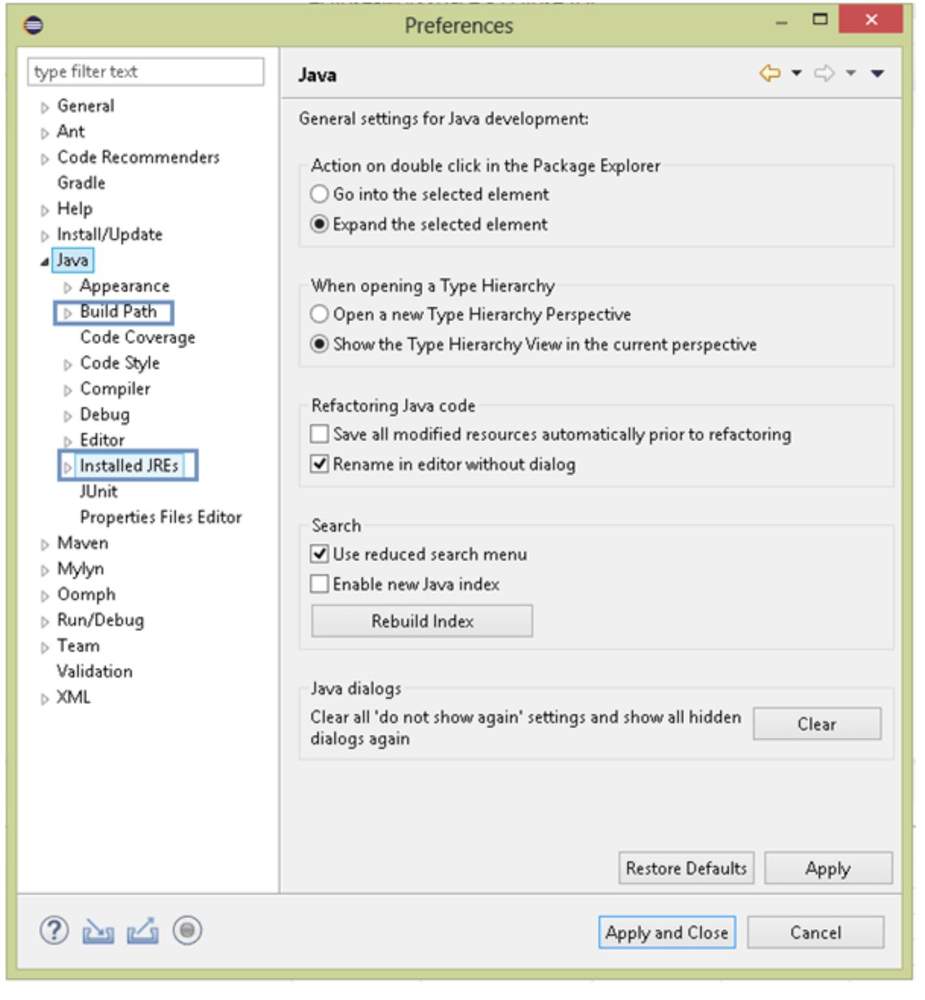 Preferences
type filter text
General
Ant
Code Recommenders
Gradle
Help
Install/Update
Java
Appearance
Build Path
Code Coverage
Code Style
Compiler
Debug
Editor
Installed JREs
JUnit
Properties Files Editor
Maven
Mylyn
Oomph
Run/Debug
Team
Validation
XML
Java
General settings for Java development:
Action on double click in the Package Explorer
Go into the selected element
Expand the selected element
When opening a Type Hierarchy
Open a new Type Hierarchy Perspective
Show the Type Hierarchy View in the current perspective
Refactoring Java code
Save all modified resources automatically prior to refactoring
Rename in editor without dialog
Search
Use reduced search menu
Enable new Java index
Rebuild Index
Java dialogs
Clear all 'do not show again' settings and show all hidden
dialogs again
Clear
Restore Defaults
Apply
Apply and Close
Cancel